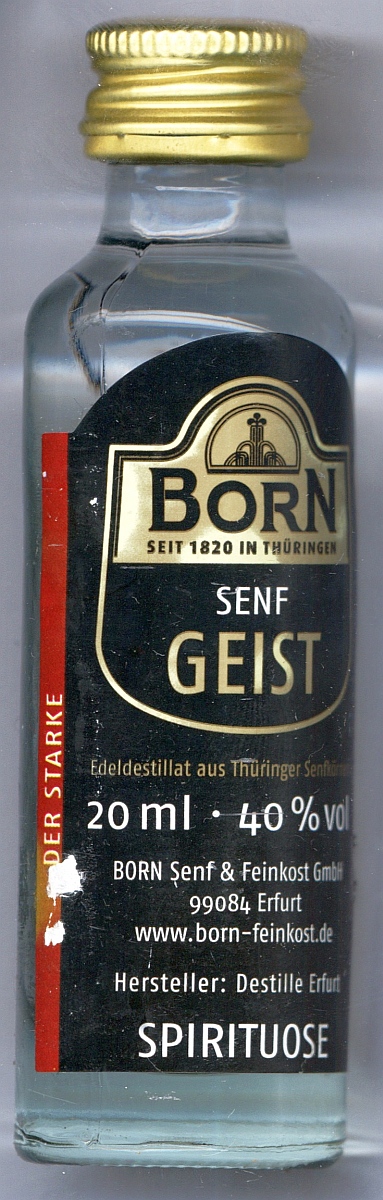 BORN
SEIT 1820 IN THÜRINGEN
SENF
GEIST
Edeldestillat aus Thüringer
20 ml · 40 % vol
BORN Senf & Feinkost GmbH
99084 Erfurt
www.born-feinkost.de
Hersteller: Destille Erfurt
SPIRITUOSE
DER STARKE